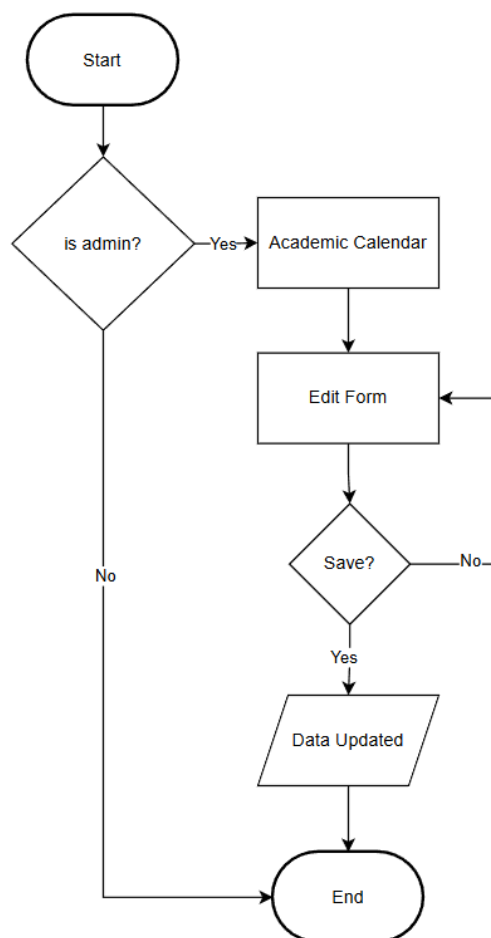 Start
is admin?
Yes
Academic Calendar
Edit Form
Save?
No
No
Yes
Data Updated
End